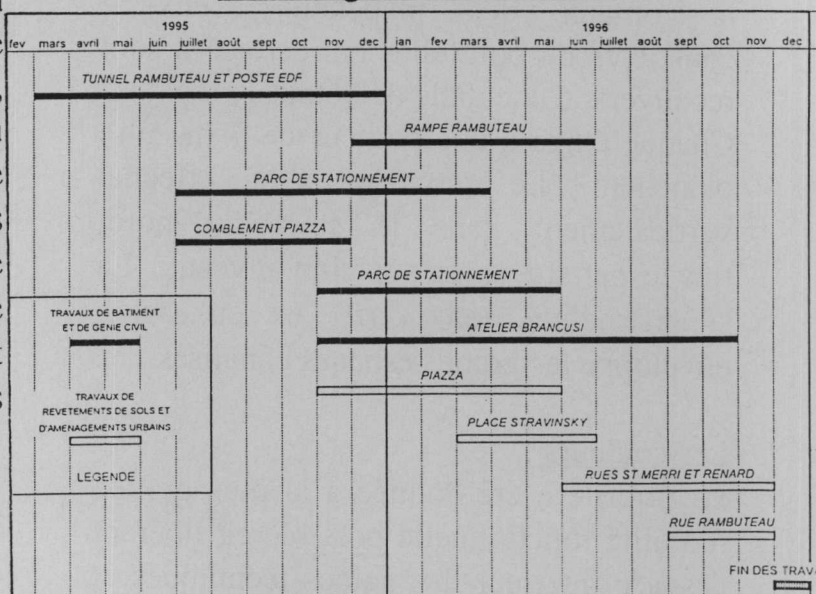 1995
1996
fev mars avril mai juin juillet août sept oct nov dec jan fev mars avril mai juin juillet août sept oct nov dec
TUNNEL RAMBUTEAU ET POSTE EDF
RAMPE RAMBUTEAU
PARC DE STATIONNEMENT
COMBLEMENT PIAZZA
PARC DE STATIONNEMENT
TRAVAUX DE BATIMENT
ET DE GENIE CIVIL
ATELIER BRANCUSI
PIAZZA
TRAVAUX DE
REVETEMENTS DE SOLS ET
D'AMENAGEMENTS URBAINS
PLACE STRAVINSKY
LEGENDE
RUES ST MERRI ET RENARD
RUE RAMBUTEAU
FIN DES TRAVA